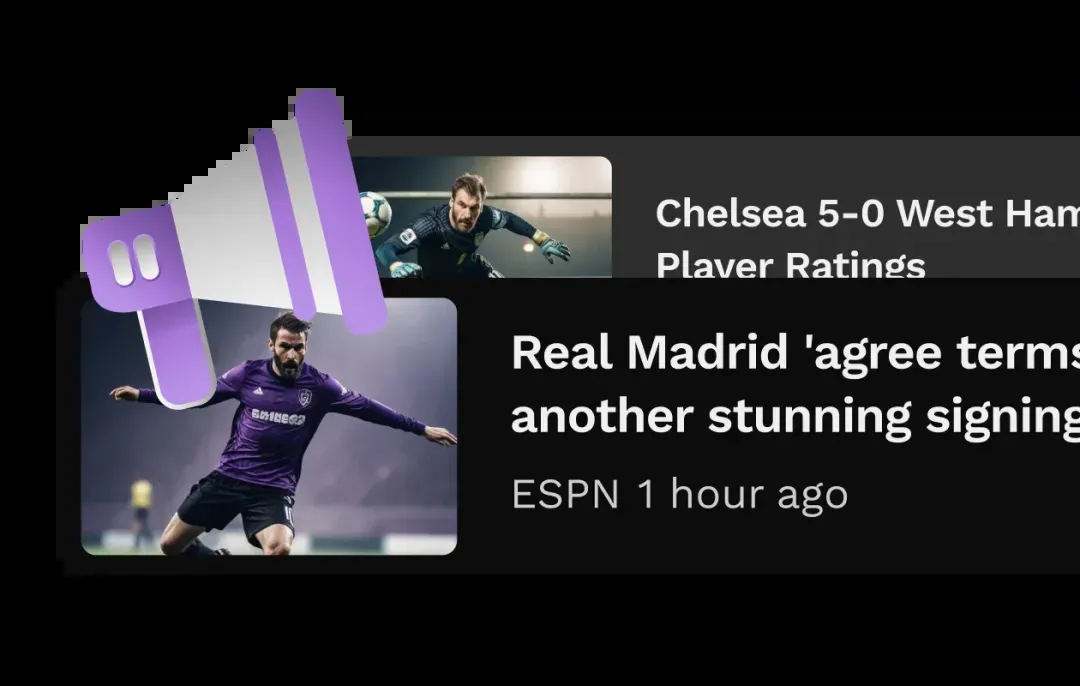 Chelsea 5-0 West Ham
Player Ratings
Real Madrid 'agree terms
another stunning signing
ESPN 1 hour ago